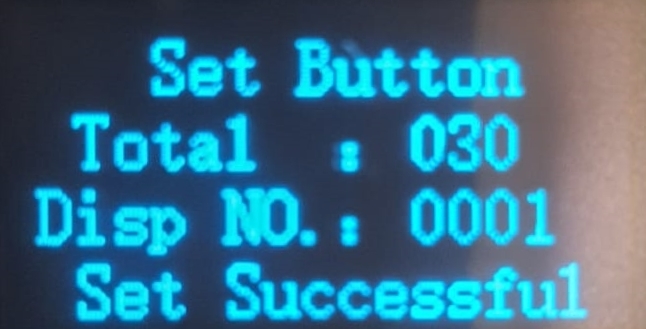 Set Button
Total : 030
Disp NO.: 0001
Set Successful